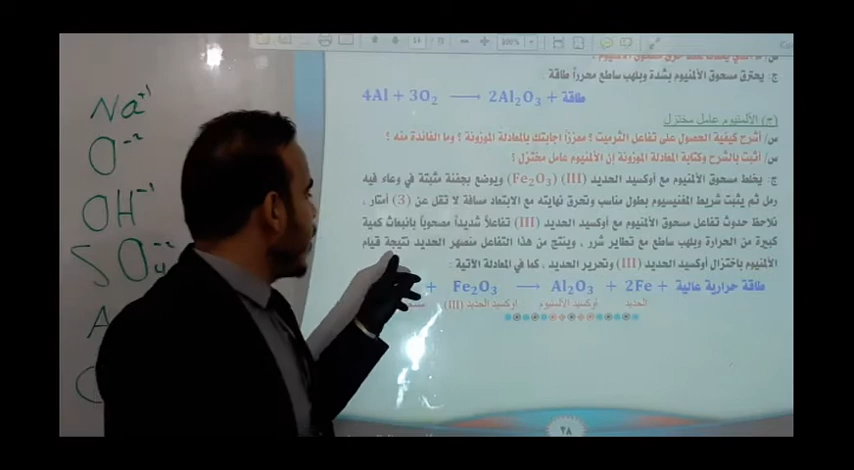 Na+1
O-2
OH-1
SO4-2
ج. يحترق مسحوق الألمنيوم بشدة وبلهب ساطع محرراً طاقة
4Al + 3O2 → 2Al2O3 + طاقة
(ج) الألمنيوم عامل مختزل
س/ أشرح كيفية الحصول على تفاعل الثرميت ؟ معززاً اجابتك بالمعادلة الموزونة ؟ وما الفائدة منه ؟
س/ أثبت بالشرح وكتابة المعادلة الموزونة إن الألمنيوم عامل مختزل ؟
ج. يخلط مسحوق الألمنيوم مع أوكسيد الحديد (III) (Fe2O3) ويوضع بجفنة مثبتة في وعاء فيه
رمل ثم يثبت شريط المغنيسيوم بطول مناسب وتحرق نهايته مع الابتعاد مسافة لا تقل عن (3) أمتار ,
نلاحظ حدوث تفاعل مسحوق الألمنيوم مع أوكسيد الحديد (III) تفاعلاً شديداً مصحوباً بانبعاث كمية
كبيرة من الحرارة وبلهب ساطع مع تطاير شرر , وينتج من هذا التفاعل منصهر الحديد نتيجة قيام
الألمنيوم باختزال أوكسيد الحديد (III) وتحرير الحديد , كما في المعادلة الآتية :
+ Fe2O3 → Al2O3 + 2Fe + طاقة حرارية عالية
أوكسيد الحديد (III) أوكسيد الألمنيوم الحديد
٢٨